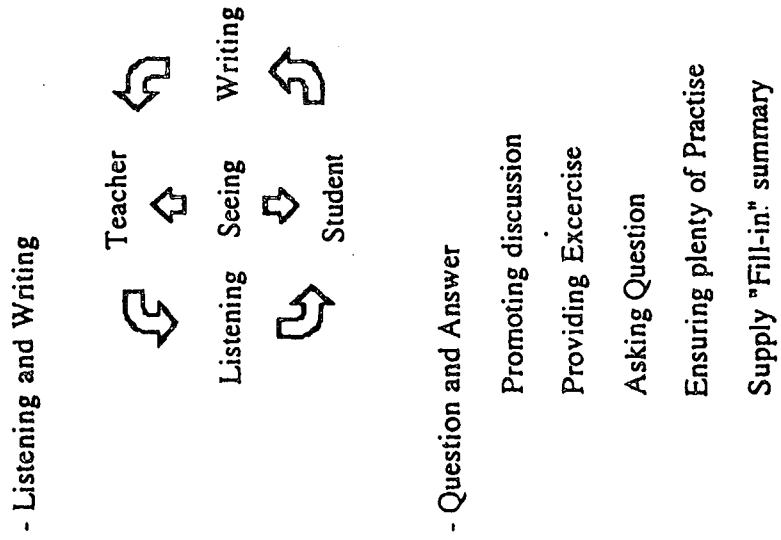 - Listening and Writing
Teacher
Listening Seeing Writing
Student
- Question and Answer
Promoting discussion
Providing Excercise
Asking Question
Ensuring plenty of Practise
Supply "Fill-in." summary